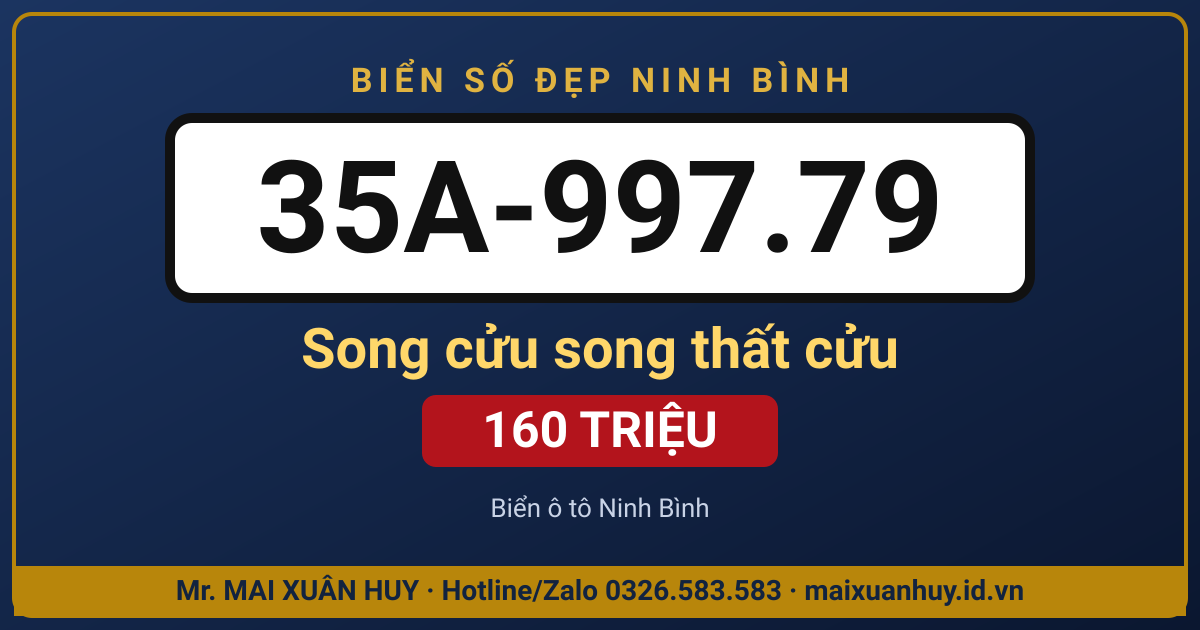 BIỂN SỐ ĐẸP NINH BÌNH
35A-997.79
Song cửu song thất cửu
160 TRIỆU
Biển ô tô Ninh Bình
Mr. MAI XUÂN HUY · Hotline/Zalo 0326.583.583 · maixuanhuy.id.vn